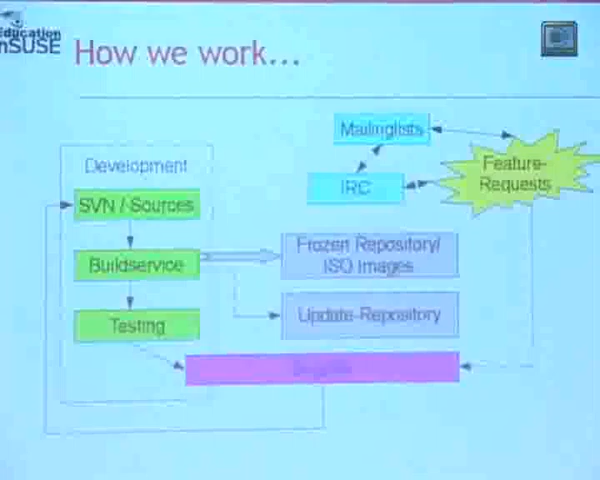 Education
nSUSE
How we work...
Mailinglists
Feature-
Requests
IRC
Development
SVN / Sources
Buildservice
Testing
Frozen Repository/
ISO Images
Update-Repository